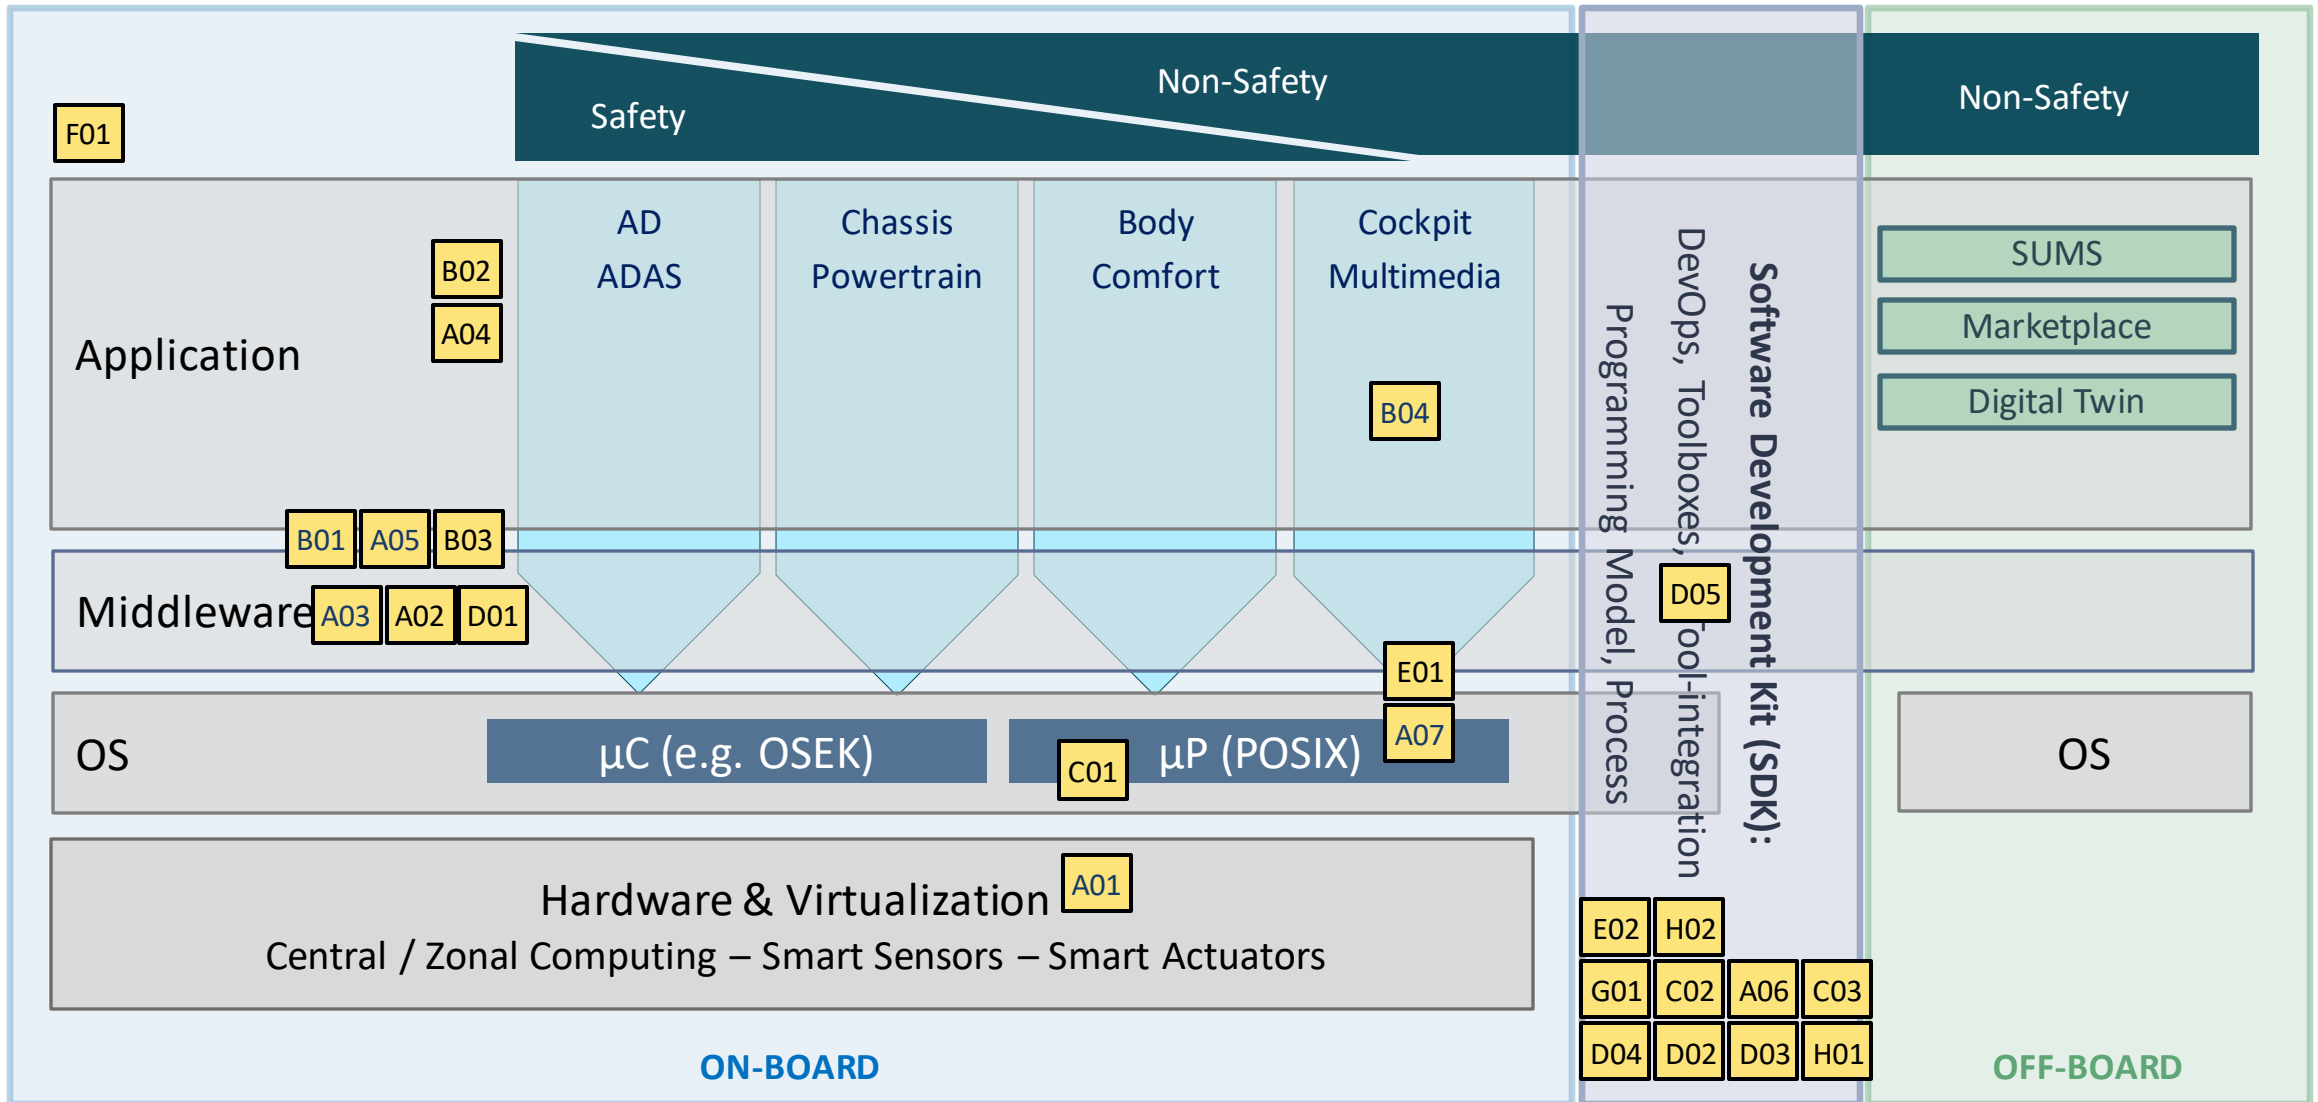 Safety
Non-Safety
Non-Safety
F01
Application
B02
A04
AD
ADAS
Chassis
Powertrain
Body
Comfort
Cockpit
Multimedia
B04
B01
A05
B03
Middleware
A03
A02
D01
E01
A07
OS
µC (e.g. OSEK)
µP (POSIX)
C01
Hardware & Virtualization
A01
Central / Zonal Computing – Smart Sensors – Smart Actuators
ON-BOARD
Software Development Kit (SDK):
DevOps, Toolboxes, Tool-integration
Programming Model, Process
D05
E02
H02
G01
C02
A06
C03
D04
D02
D03
H01
SUMS
Marketplace
Digital Twin
OS
OFF-BOARD